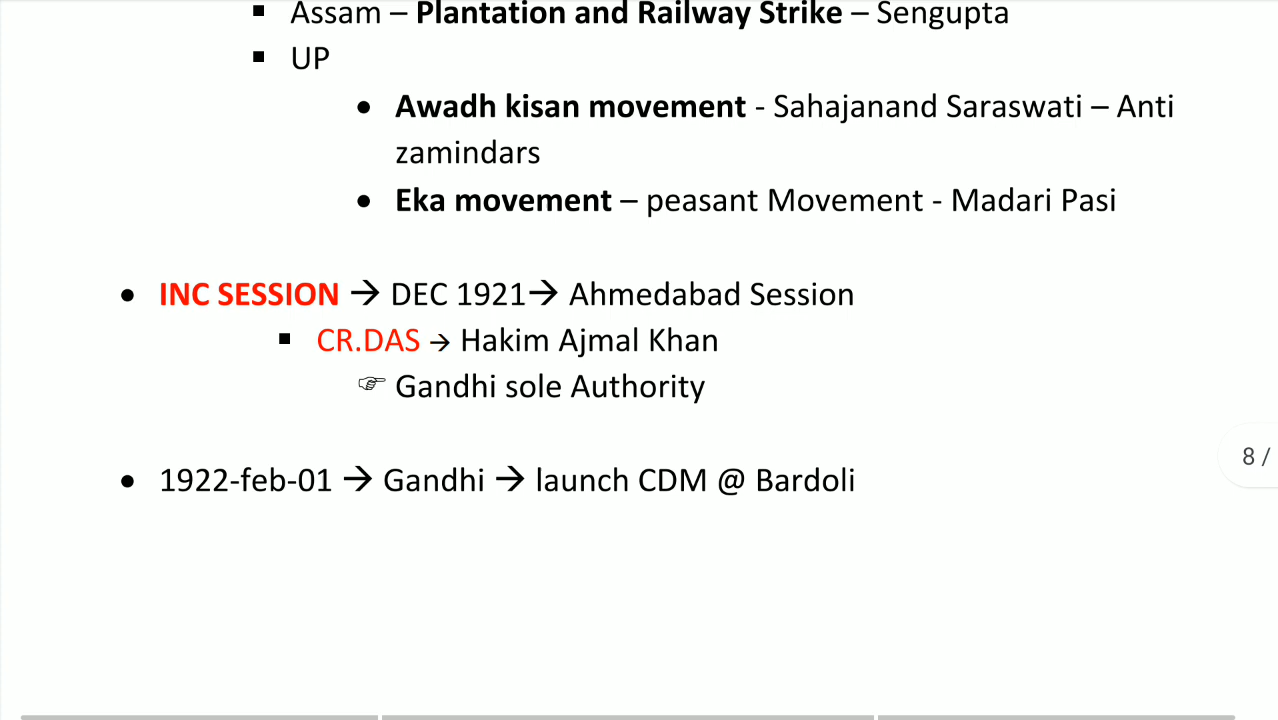 ▪ Assam – Plantation and Railway Strike – Sengupta
▪ UP
• Awadh kisan movement - Sahajanand Saraswati – Anti
zamindars
• Eka movement – peasant Movement - Madari Pasi
• INC SESSION → DEC 1921→ Ahmedabad Session
▪ CR.DAS → Hakim Ajmal Khan
☞ Gandhi sole Authority
8 /
• 1922-feb-01 → Gandhi → launch CDM @ Bardoli